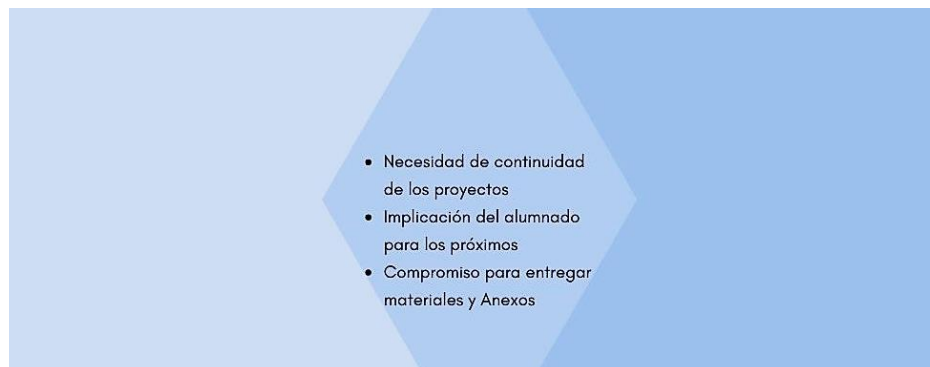 • Necesidad de continuidad
de los proyectos
• Implicación del alumnado
para los próximos
• Compromiso para entregar
materiales y Anexos